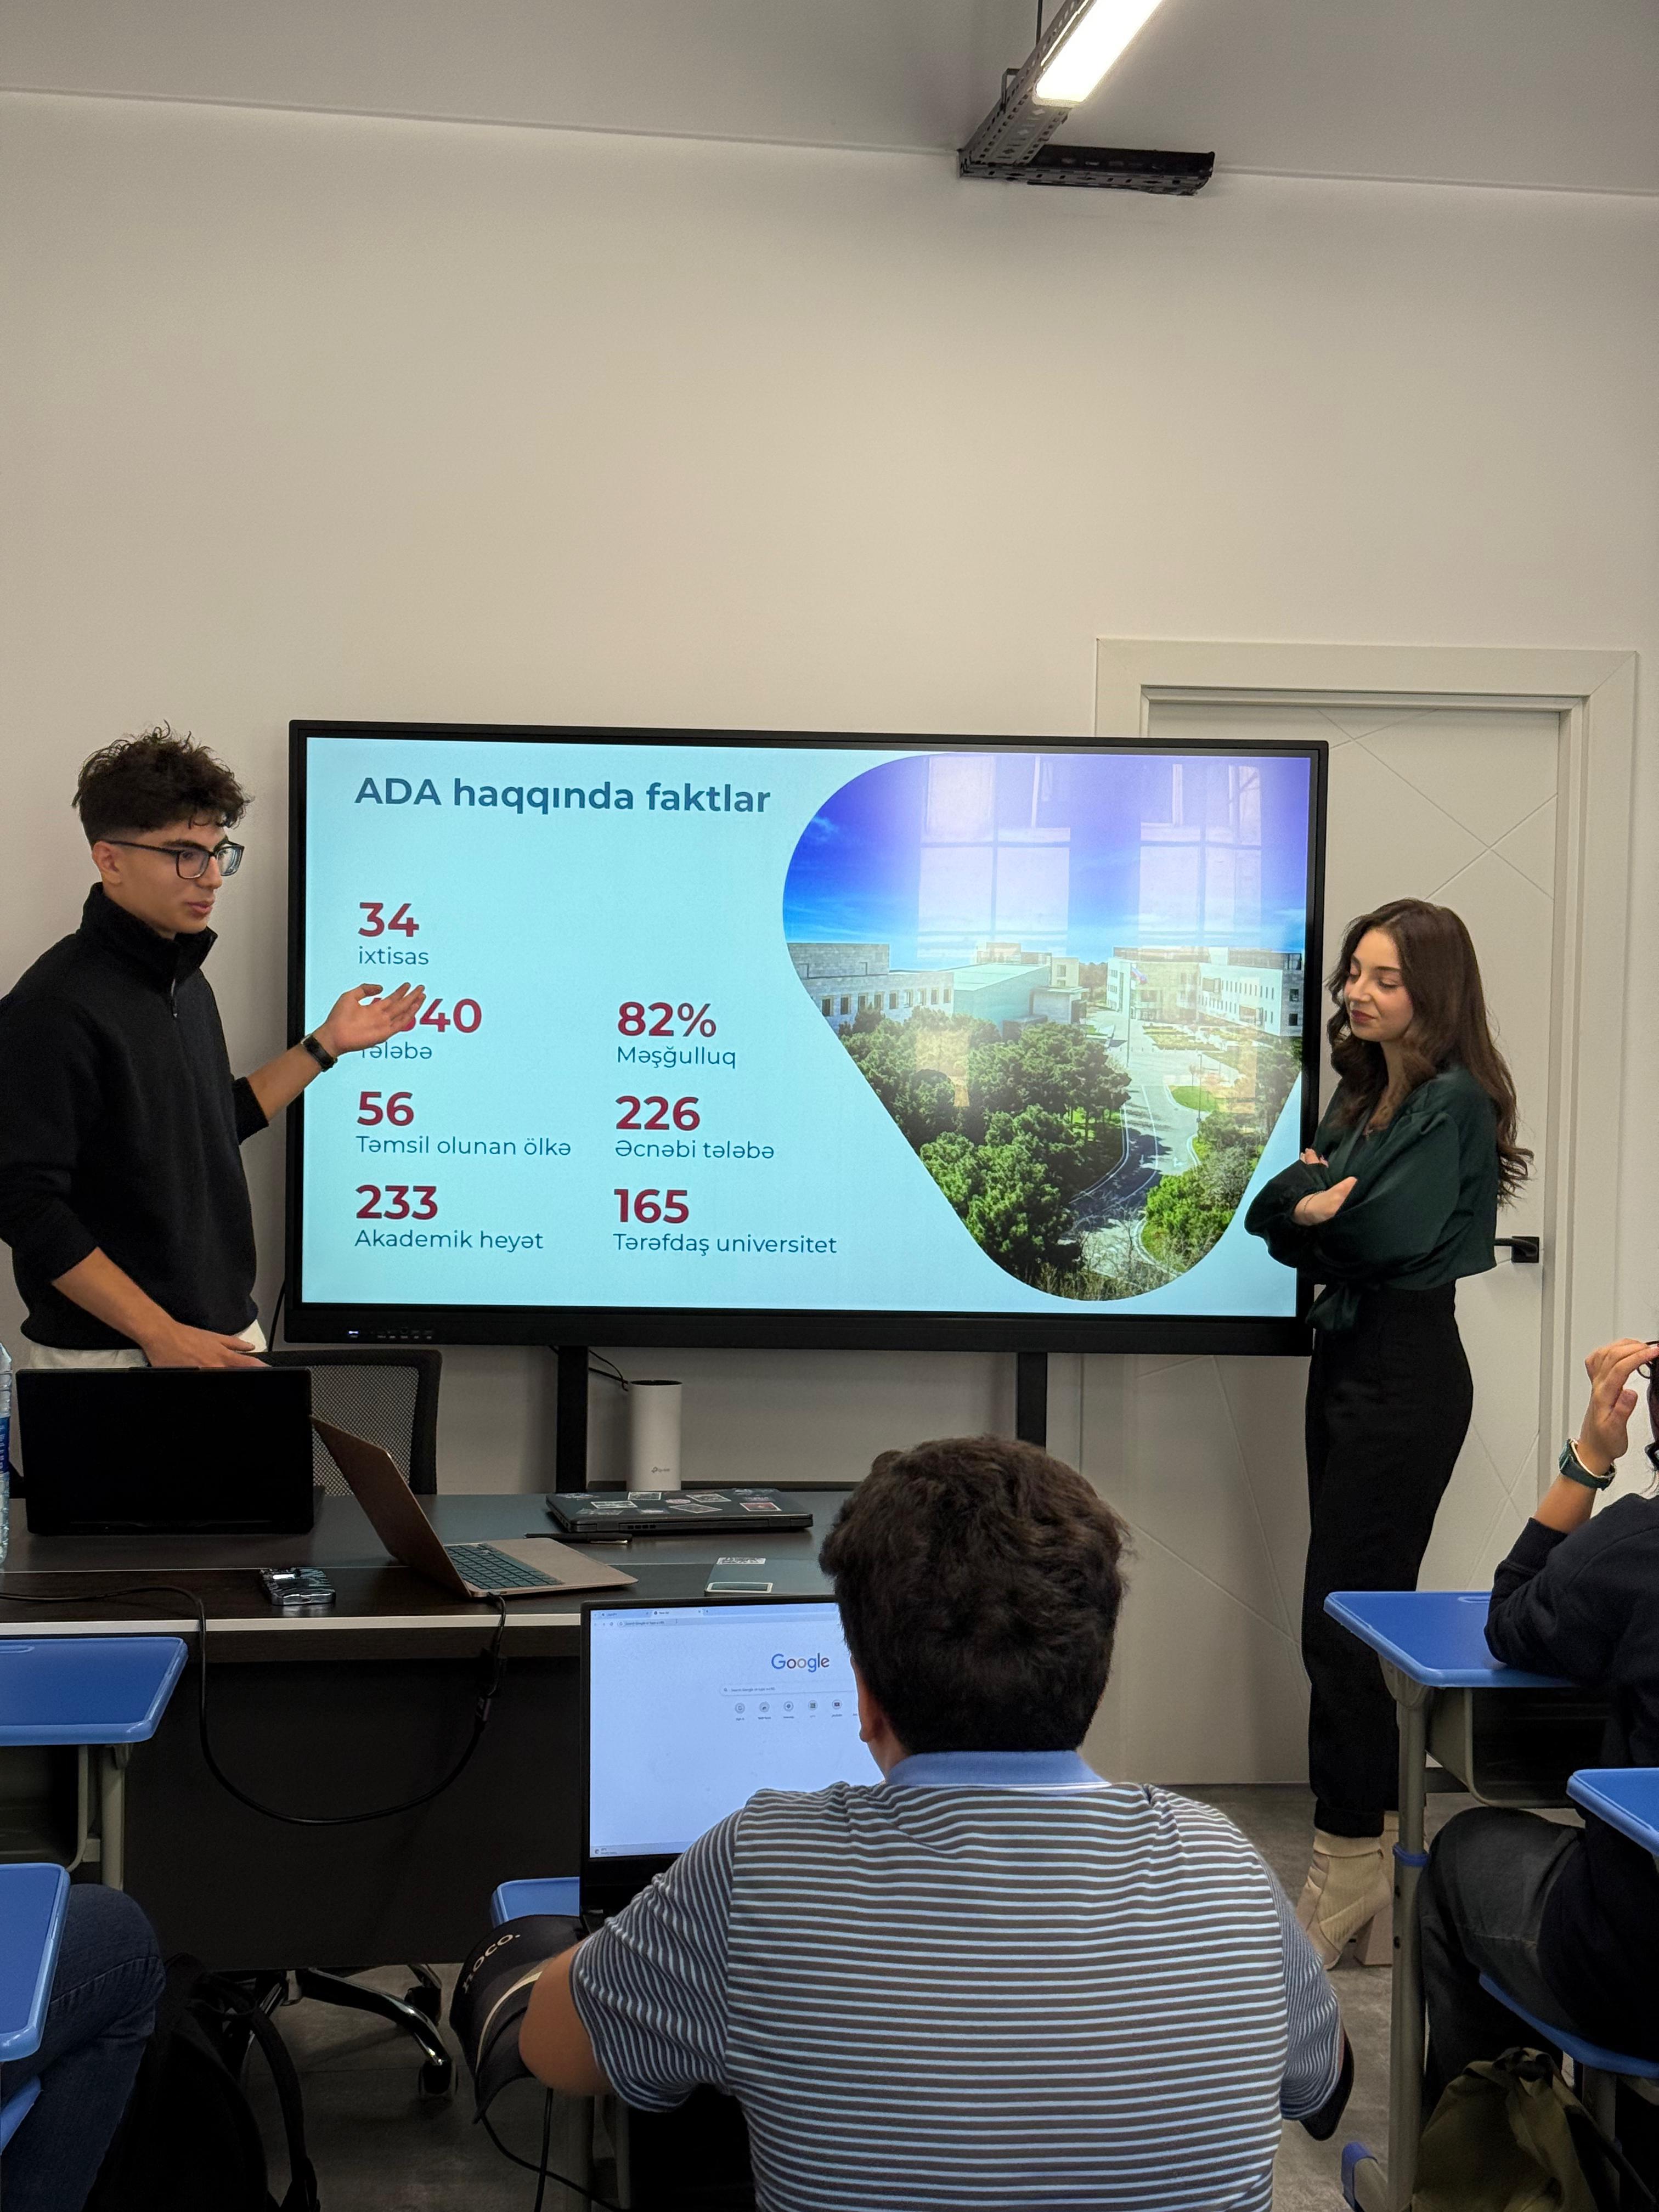 ADA haqqında faktlar
34
ixtisas
82%
Məşğulluq
56
Təmsil olunan ölkə
226
Əcnəbi tələbə
233
Akademik heyət
165
Tərəfdaş universitet
Google
hoco.